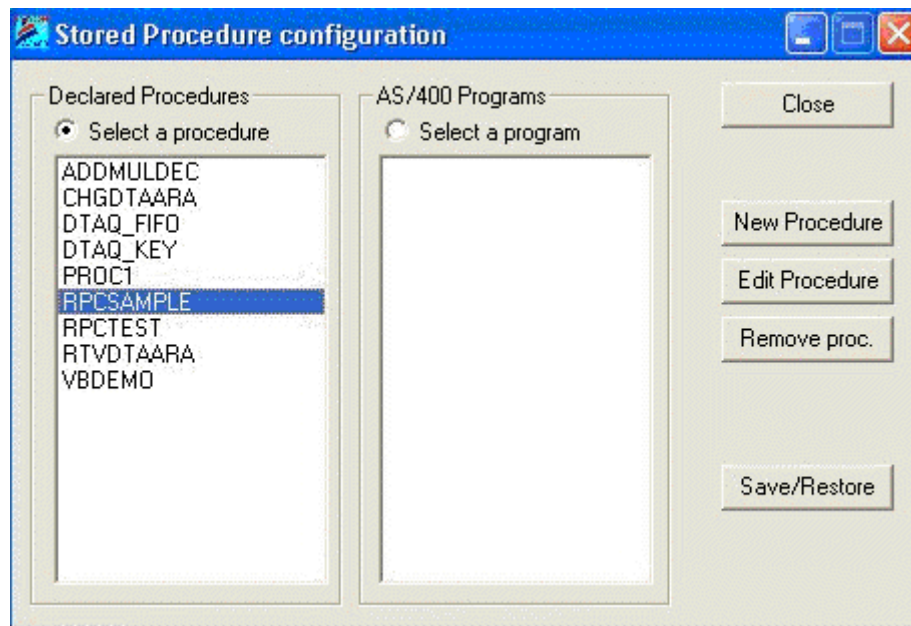 Stored Procedure configuration
Declared Procedures
Select a procedure
ADDMULDEC
CHGDTAARA
DTAQ_FIFO
DTAQ_KEY
PROC1
RPCSAMPLE
RPCTEST
RTVDTAARA
VBDEMO
AS/400 Programs
Select a program
Close
New Procedure
Edit Procedure
Remove proc.
Save/Restore